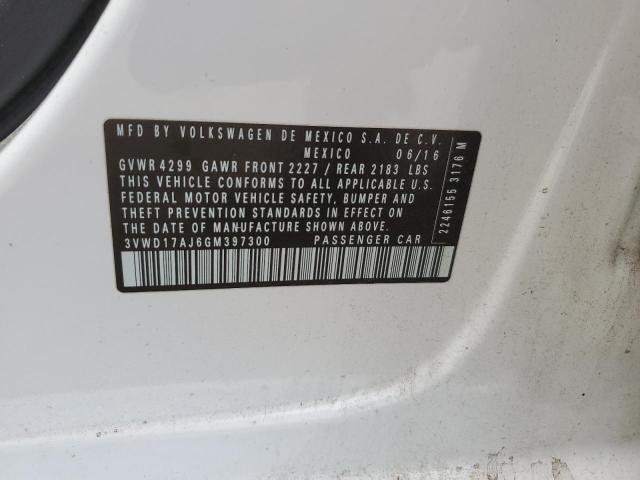 MFD BY VOLKSWAGEN DE MEXICO S.A. DE C.V.
MEXICO 06/16
GVWR 4299 GAWR FRONT 2227 / REAR 2183 LBS
THIS VEHICLE CONFORMS TO ALL APPLICABLE U.S.
FEDERAL MOTOR VEHICLE SAFETY, BUMPER AND
THEFT PREVENTION STANDARDS IN EFFECT ON
THE DATE OF MANUFACTURE SHOWN ABOVE.
3VWD17AJ6GM397300 PASSENGER CAR
2246155 3176 M